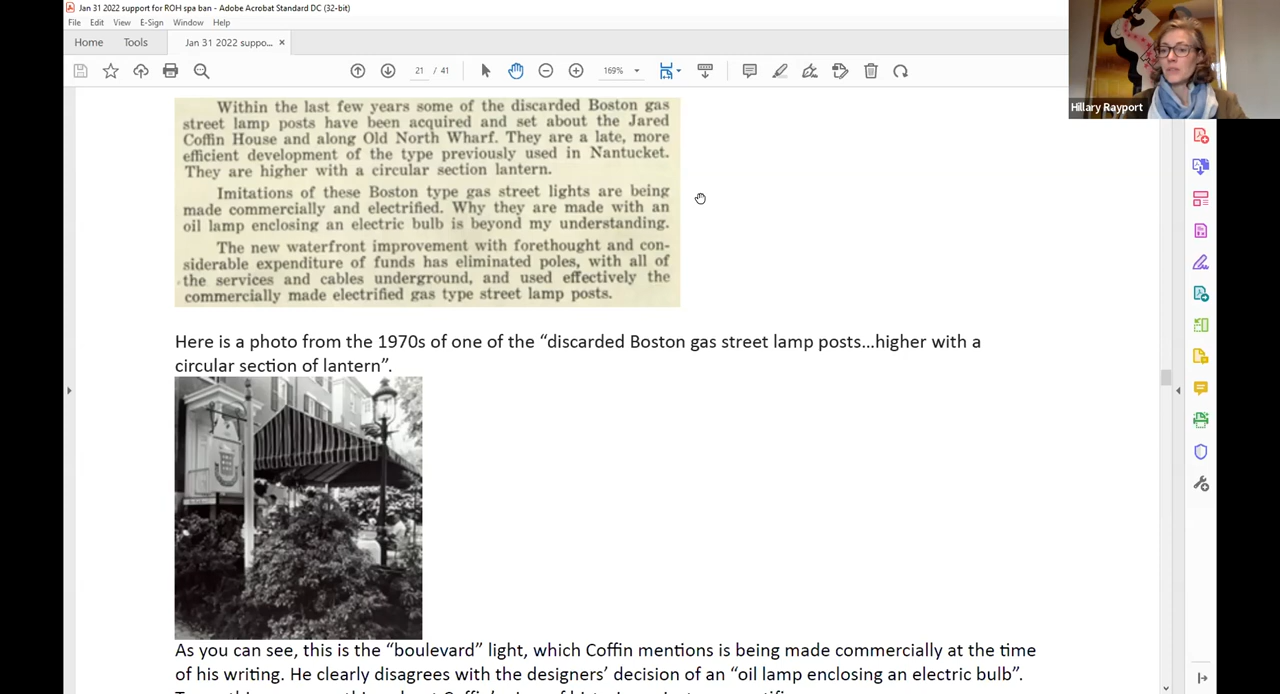 Jan 31 2022 support for ROH spa ban - Adobe Acrobat Standard DC (32-bit)
File Edit View E-Sign Window Help
Home Tools Jan 31 2022 suppo... ×
21 / 41 169%
Hillary Rayport
Within the last few years some of the discarded Boston gas
street lamp posts have been acquired and set about the Jared
Coffin House and along Old North Wharf. They are a late, more
efficient development of the type previously used in Nantucket.
They are higher with a circular section lantern.
Imitations of these Boston type gas street lights are being
made commercially and electrified. Why they are made with an
oil lamp enclosing an electric bulb is beyond my understanding.
The new waterfront improvement with forethought and con-
siderable expenditure of funds has eliminated poles, with all of
the services and cables underground, and used effectively the
commercially made electrified gas type street lamp posts.
Here is a photo from the 1970s of one of the “discarded Boston gas street lamp posts...higher with a
circular section of lantern”.
As you can see, this is the “boulevard” light, which Coffin mentions is being made commercially at the time
of his writing. He clearly disagrees with the designers’ decision of an “oil lamp enclosing an electric bulb”.